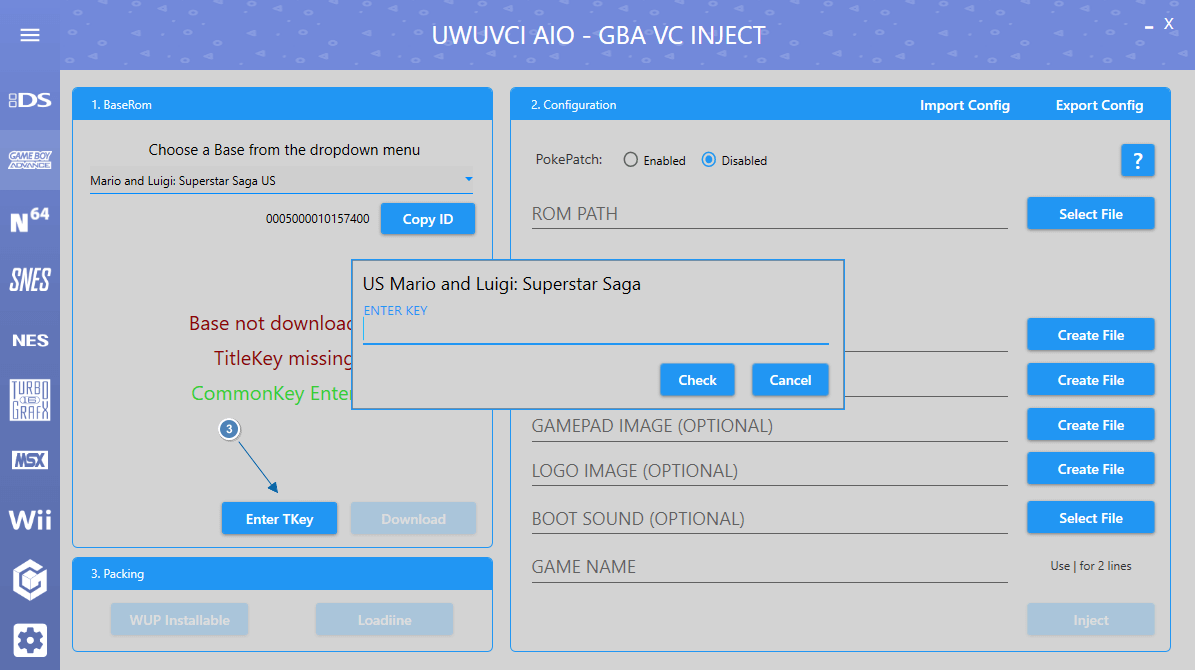 UWUVCI AIO - GBA VC INJECT
X
DS
GAME BOY
ADVANCE
N64
SNES
NES
TURBO
16
GRAFX
MSX
Wii
1. BaseRom
Choose a Base from the dropdown menu
Mario and Luigi: Superstar Saga US
0005000010157400
Copy ID
Base not download
TitleKey missing
CommonKey Enter
3
Enter TKey
Download
3. Packing
WUP Installable
Loadiine
US Mario and Luigi: Superstar Saga
ENTER KEY
Check
Cancel
2. Configuration
Import Config
Export Config
PokePatch:
Enabled
Disabled
?
ROM PATH
Select File
Create File
Create File
GAMEPAD IMAGE (OPTIONAL)
Create File
LOGO IMAGE (OPTIONAL)
Create File
BOOT SOUND (OPTIONAL)
Select File
GAME NAME
Use | for 2 lines
Inject